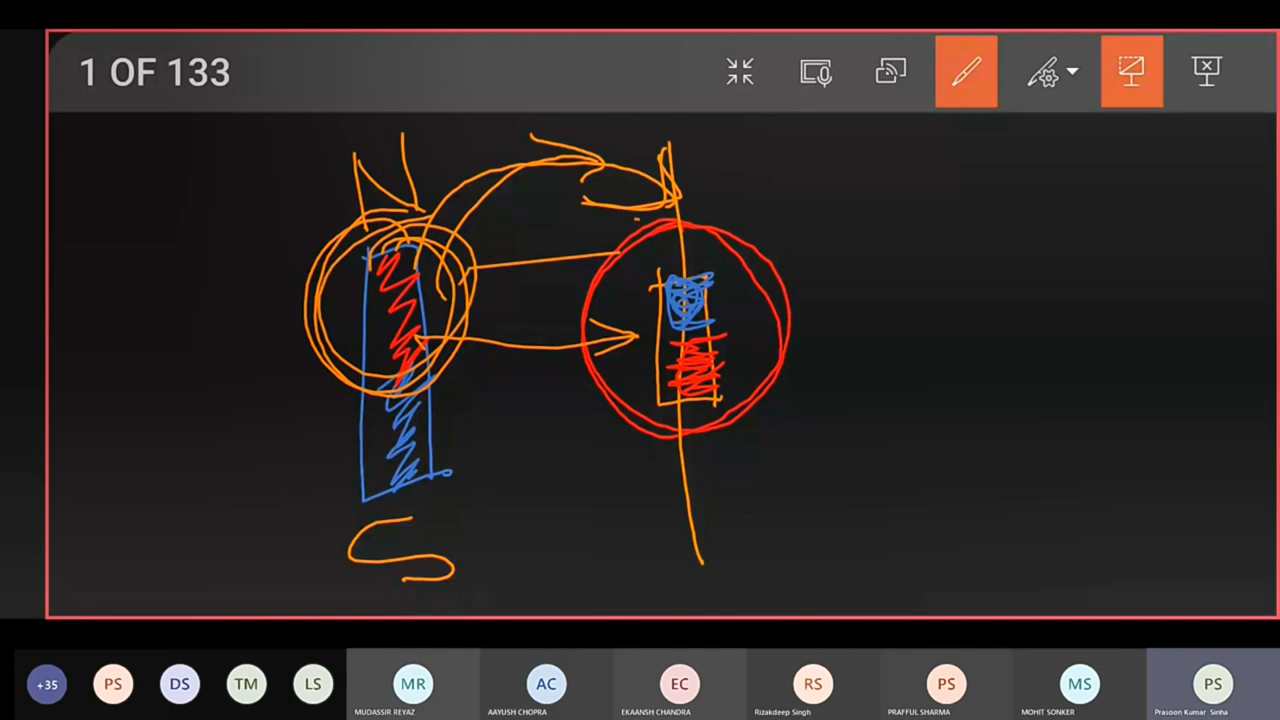 1 OF 133
N
S
+35 PS DS TM LS MR AC EC RS PS MS PS
MUDASSIR REYAZ AAYUSH CHOPRA EKAANSH CHANDRA Rizakdeep Singh PRAFFUL SHARMA MOHIT SONKER Prasoon Kumar Sinha